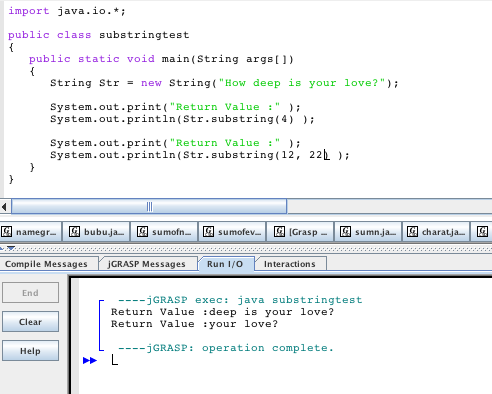 import java.io.*;
public class substringtest
{
public static void main(String args[])
{
String Str = new String("How deep is your love?");
System.out.print("Return Value :" );
System.out.println(Str.substring(4) );
System.out.print("Return Value :" );
System.out.println(Str.substring(12, 22) );
}
}
namegr...
bubu.ja...
sumofn...
sumofev...
[Grasp ...
sumn.ja...
charat.ja...
Compile Messages
jGRASP Messages
Run I/O
Interactions
End
Clear
Help
----jGRASP exec: java substringtest
Return Value :deep is your love?
Return Value :your love?
----jGRASP: operation complete.